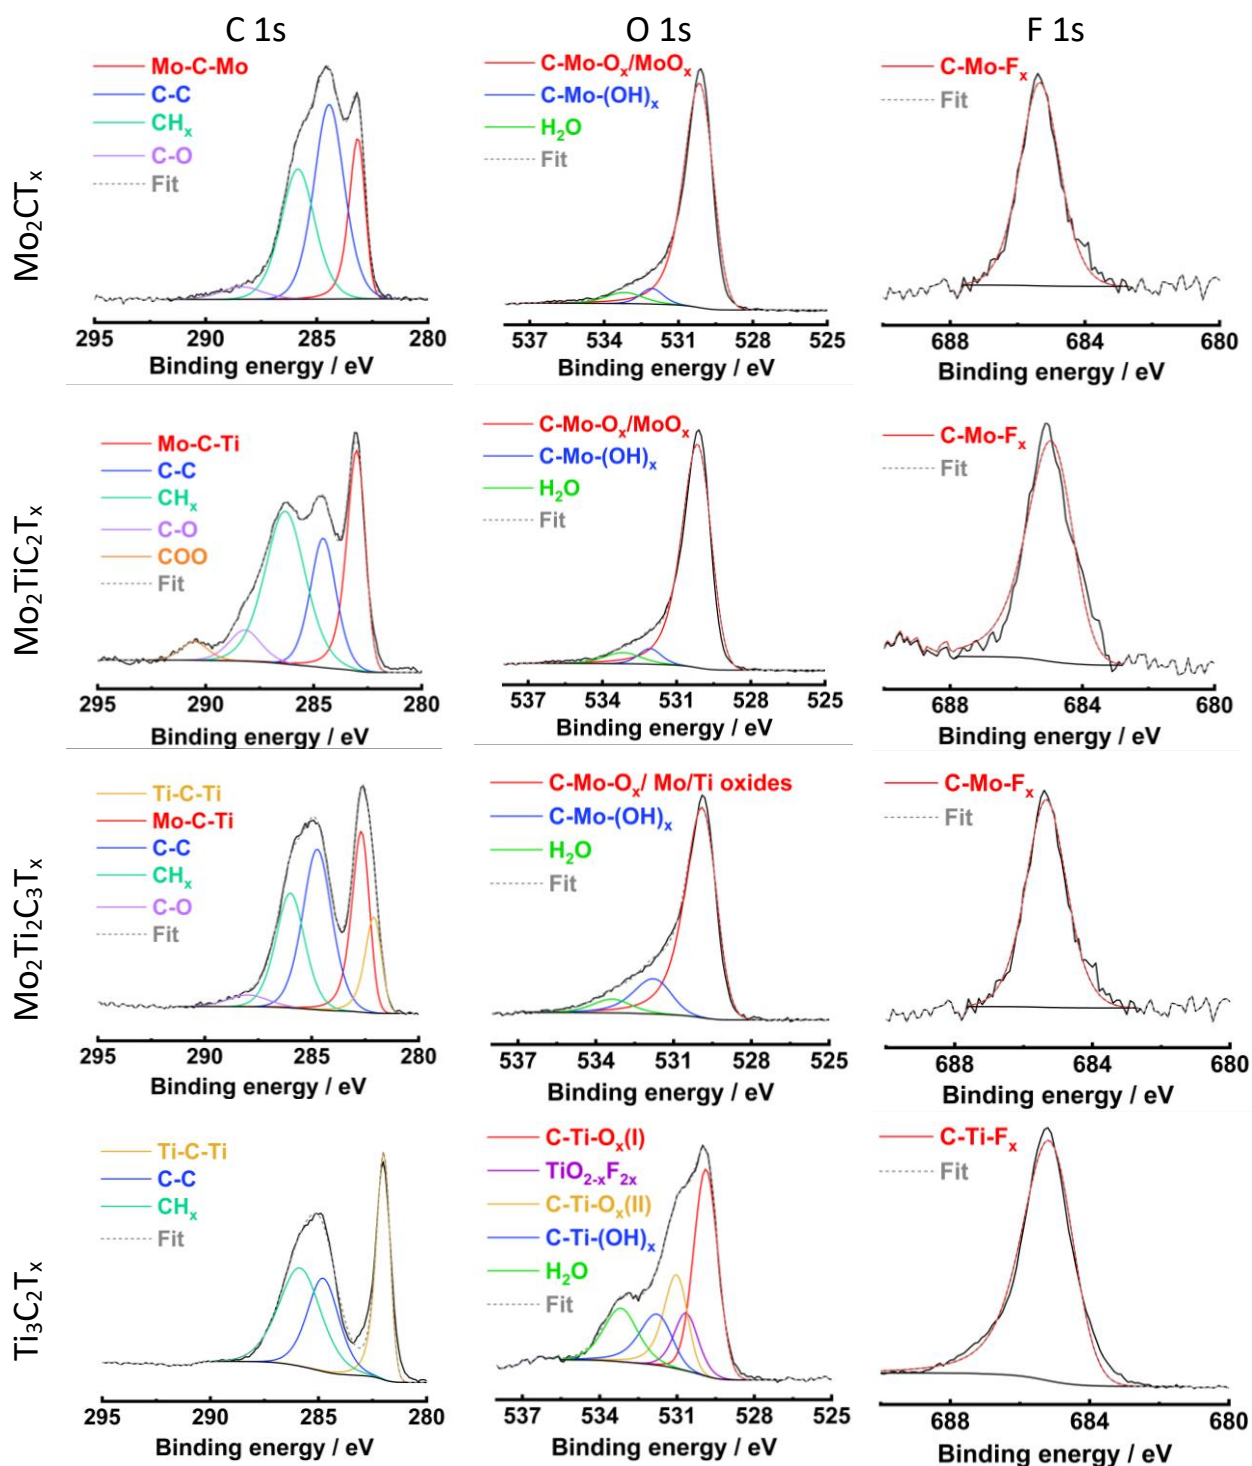 C 1s
O 1s
F 1s
Mo₂CTₓ
Mo-C-Mo
C-C
CHₓ
C-O
Fit
295 290 285 280
Binding energy / eV
C-Mo-Oₓ/MoOₓ
C-Mo-(OH)ₓ
H₂O
Fit
537 534 531 528 525
Binding energy / eV
C-Mo-Fₓ
Fit
688 684 680
Binding energy / eV
Mo₂TiC₂Tₓ
Mo-C-Ti
C-C
CHₓ
C-O
COO
Fit
295 290 285 280
Binding energy / eV
C-Mo-Oₓ/MoOₓ
C-Mo-(OH)ₓ
H₂O
Fit
537 534 531 528 525
Binding energy / eV
C-Mo-Fₓ
Fit
688 684 680
Binding energy / eV
Mo₂Ti₂C₃Tₓ
Ti-C-Ti
Mo-C-Ti
C-C
CHₓ
C-O
Fit
295 290 285 280
Binding energy / eV
C-Mo-Oₓ/ Mo/Ti oxides
C-Mo-(OH)ₓ
H₂O
Fit
537 534 531 528 525
Binding energy / eV
C-Mo-Fₓ
Fit
688 684 680
Binding energy / eV
Ti₃C₂Tₓ
Ti-C-Ti
C-C
CHₓ
Fit
295 290 285 280
Binding energy / eV
C-Ti-Oₓ(I)
TiO₂₋ₓF₂ₓ
C-Ti-Oₓ(II)
C-Ti-(OH)ₓ
H₂O
Fit
537 534 531 528 525
Binding energy / eV
C-Ti-Fₓ
Fit
688 684 680
Binding energy / eV